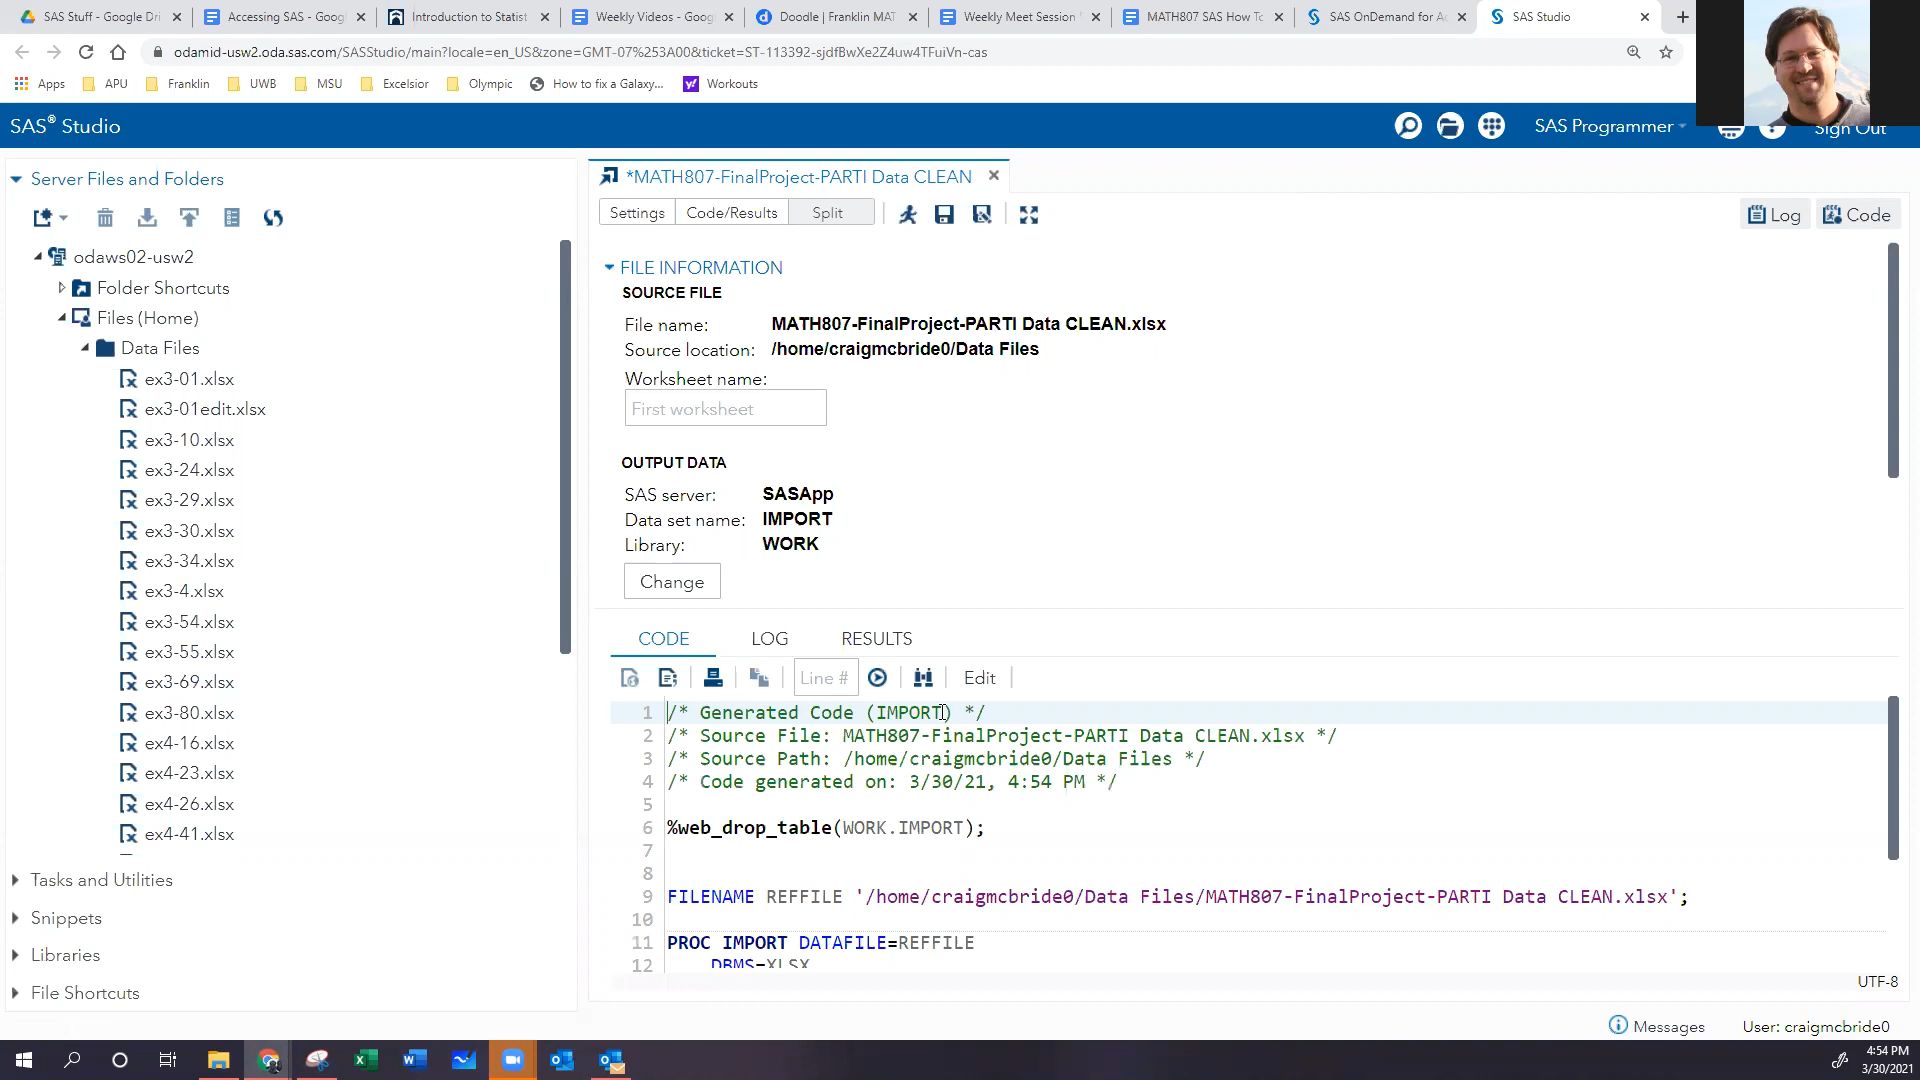 SAS Stuff - Google Dri
Accessing SAS - Googl
Introduction to Statist
Weekly Videos - Goog
Doodle | Franklin MAT
Weekly Meet Session
MATH807 SAS How To
SAS OnDemand for Ac
SAS Studio
odamid-usw2.oda.sas.com/SASStudio/main?locale=en_US&zone=GMT-07%253A00&ticket=ST-113392-sjdfBwXe2Z4uw4TFuiVn-cas
Apps
APU
Franklin
UWB
MSU
Excelsior
Olympic
How to fix a Galaxy...
Workouts
SAS® Studio
SAS Programmer
Sign Out
Server Files and Folders
odaws02-usw2
Folder Shortcuts
Files (Home)
Data Files
ex3-01.xlsx
ex3-01edit.xlsx
ex3-10.xlsx
ex3-24.xlsx
ex3-29.xlsx
ex3-30.xlsx
ex3-34.xlsx
ex3-4.xlsx
ex3-54.xlsx
ex3-55.xlsx
ex3-69.xlsx
ex3-80.xlsx
ex4-16.xlsx
ex4-23.xlsx
ex4-26.xlsx
ex4-41.xlsx
Tasks and Utilities
Snippets
Libraries
File Shortcuts
*MATH807-FinalProject-PARTI Data CLEAN
Settings
Code/Results
Split
Log
Code
FILE INFORMATION
SOURCE FILE
File name: MATH807-FinalProject-PARTI Data CLEAN.xlsx
Source location: /home/craigmcbride0/Data Files
Worksheet name:
First worksheet
OUTPUT DATA
SAS server: SASApp
Data set name: IMPORT
Library: WORK
Change
CODE
LOG
RESULTS
Line #
Edit
1 /* Generated Code (IMPORT) */
2 /* Source File: MATH807-FinalProject-PARTI Data CLEAN.xlsx */
3 /* Source Path: /home/craigmcbride0/Data Files */
4 /* Code generated on: 3/30/21, 4:54 PM */
5
6 %web_drop_table(WORK.IMPORT);
7
8
9 FILENAME REFFILE '/home/craigmcbride0/Data Files/MATH807-FinalProject-PARTI Data CLEAN.xlsx';
10
11 PROC IMPORT DATAFILE=REFFILE
12 DBMS=XLSX
UTF-8
Messages
User: craigmcbride0
4:54 PM
3/30/2021